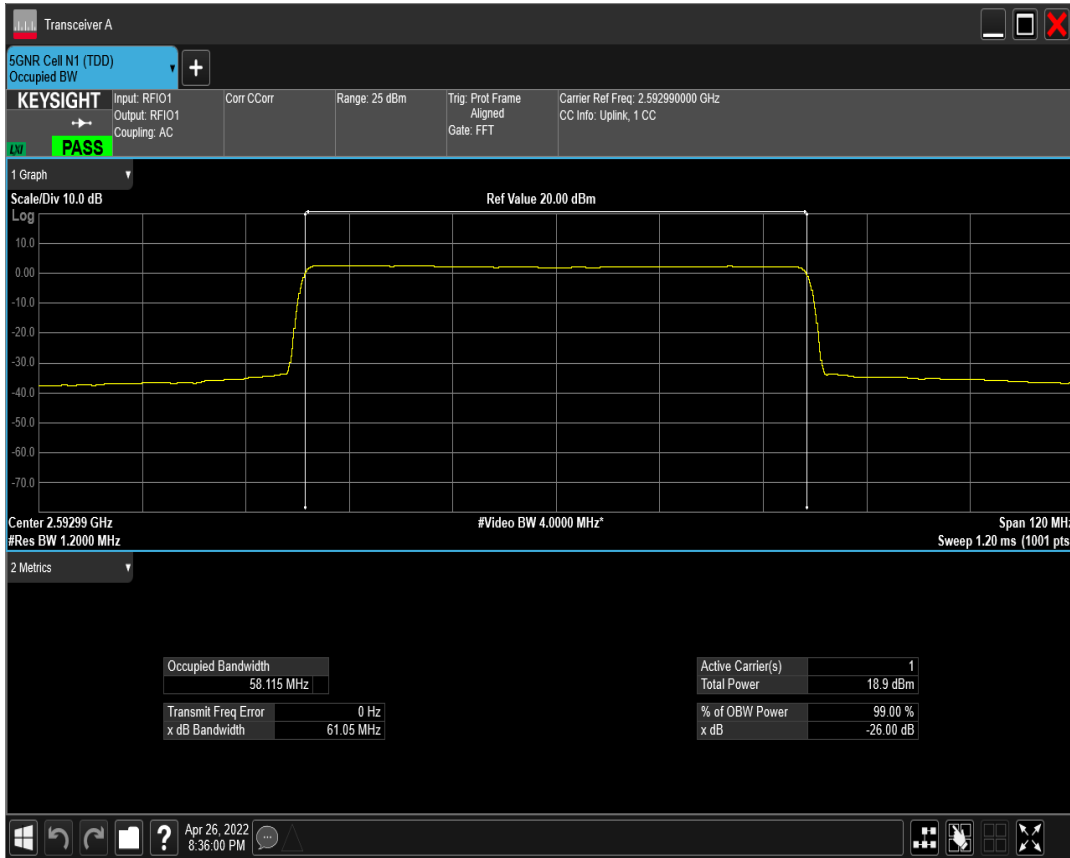 Transceiver A
5GNR Cell N1 (TDD)
Occupied BW
KEYSIGHT
LXI
PASS
Input: RFIO1
Output: RFIO1
Coupling: AC
Corr CCorr
Range: 25 dBm
Trig: Prot Frame
Aligned
Gate: FFT
Carrier Ref Freq: 2.592990000 GHz
CC Info: Uplink, 1 CC
1 Graph
Scale/Div 10.0 dB
Ref Value 20.00 dBm
Log
10.0
0.00
-10.0
-20.0
-30.0
-40.0
-50.0
-60.0
-70.0
Center 2.59299 GHz
#Video BW 4.0000 MHz*
Span 120 MHz
#Res BW 1.2000 MHz
Sweep 1.20 ms (1001 pts
2 Metrics
Occupied Bandwidth
58.115 MHz
Transmit Freq Error 0 Hz
x dB Bandwidth 61.05 MHz
Active Carrier(s) 1
Total Power 18.9 dBm
% of OBW Power 99.00 %
x dB -26.00 dB
?
Apr 26, 2022
8:36:00 PM